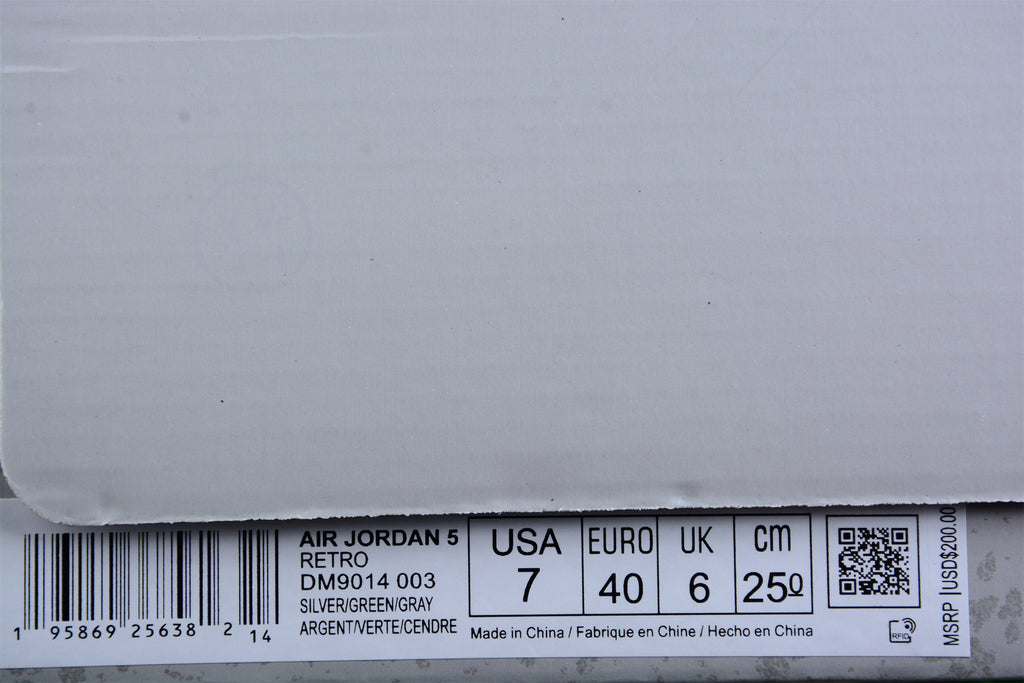 AIR JORDAN 5
RETRO
DM9014 003
SILVER/GREEN/GRAY
ARGENT/VERTE/CENDRE
1 95869 25638 2 14
USA EURO UK cm
7 40 6 250
Made in China / Fabrique en Chine / Hecho en China
RFID
MSRP |USD$200.00